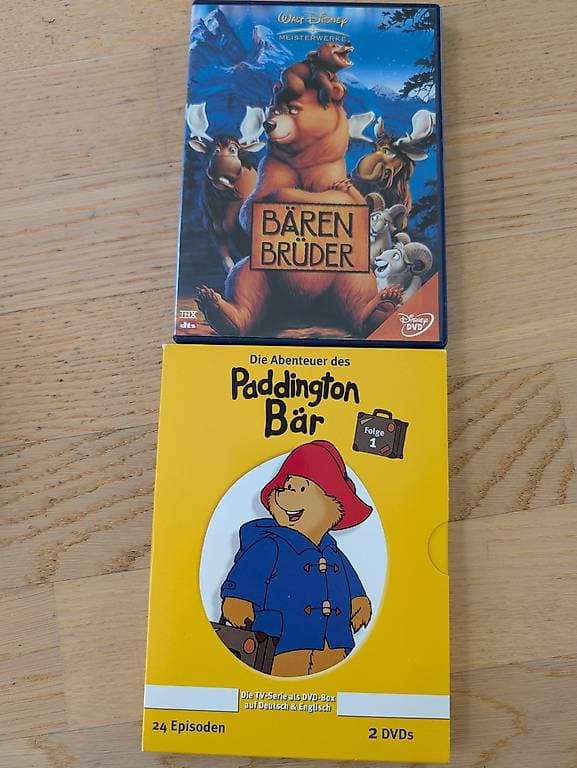 WALT DISNEY
MEISTERWERKE
BÄREN
BRÜDER
THX
dts
Disney
DVD
Die Abenteuer des
Paddington
Bär
Folge
1
Die TV-Serie als DVD-Box
auf Deutsch & Englisch
24 Episoden
2 DVDs